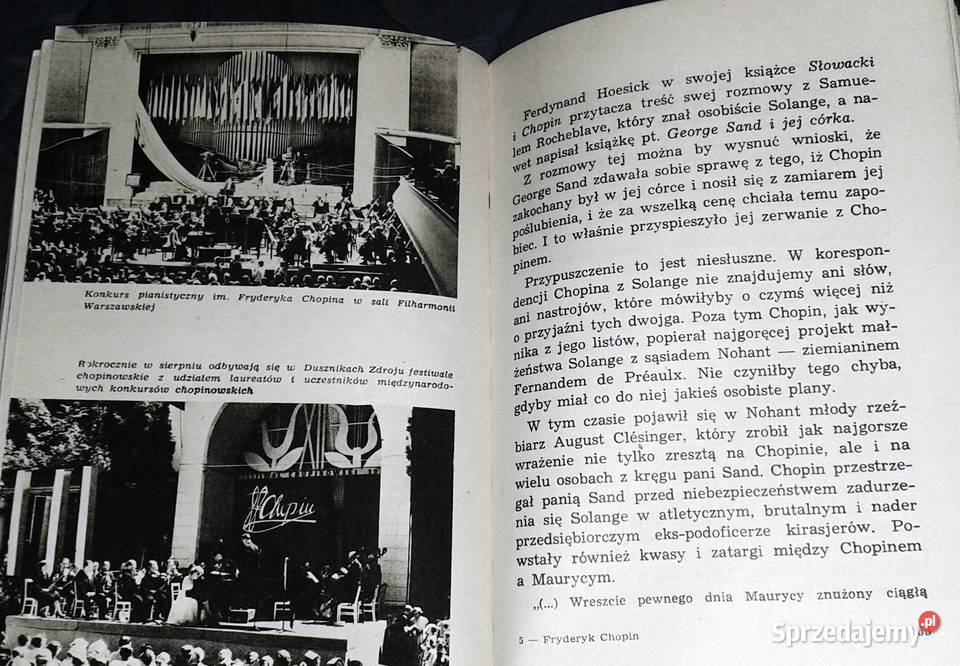 Konkurs pianistyczny im. Fryderyka Chopina w sali Filharmonii
Warszawskiej
Rokrocznie w sierpniu odbywają się w Dusznikach Zdroju festiwale
chopinowskie z udziałem laureatów i uczestników międzynarodo-
wych konkursów chopinowskich
Chopin
Ferdynand Hoesick w swojej książce Słowacki
i Chopin przytacza treść swej rozmowy z Samue-
lem Rocheblave, który znał osobiście Solange, a na-
wet napisał książkę pt. George Sand i jej córka.
Z rozmowy tej można by wysnuć wnioski, że
George Sand zdawała sobie sprawę z tego, iż Chopin
zakochany był w jej córce i nosił się z zamiarem jej
poślubienia, i że za wszelką cenę chciała temu zapo-
biec. I to właśnie przyspieszyło jej zerwanie z Cho-
pinem.
Przypuszczenie to jest niesłuszne. W korespon-
dencji Chopina z Solange nie znajdujemy ani słów,
ani nastrojów, które mówiłyby o czymś więcej niż
o przyjaźni tych dwojga. Poza tym Chopin, jak wy-
nika z jego listów, popierał najgoręcej projekt mał-
żeństwa Solange z sąsiadem Nohant — ziemianinem
Fernandem de Préaulx. Nie czyniłby tego chyba,
gdyby miał co do niej jakieś osobiste plany.
W tym czasie pojawił się w Nohant młody rzeź-
biarz August Clésinger, który zrobił jak najgorsze
wrażenie nie tylko zresztą na Chopinie, ale i na
wielu osobach z kręgu pani Sand. Chopin przestrze-
gał panią Sand przed niebezpieczeństwem zadurze-
nia się Solange w atletycznym, brutalnym i nader
przedsiębiorczym eks-podoficerze kirasjerów. Po-
wstały również kwasy i zatargi między Chopinem
a Maurycym.
„(...) Wreszcie pewnego dnia Maurycy znużony ciągłą
5 — Fryderyk Chopin
Sprzedajemy.pl